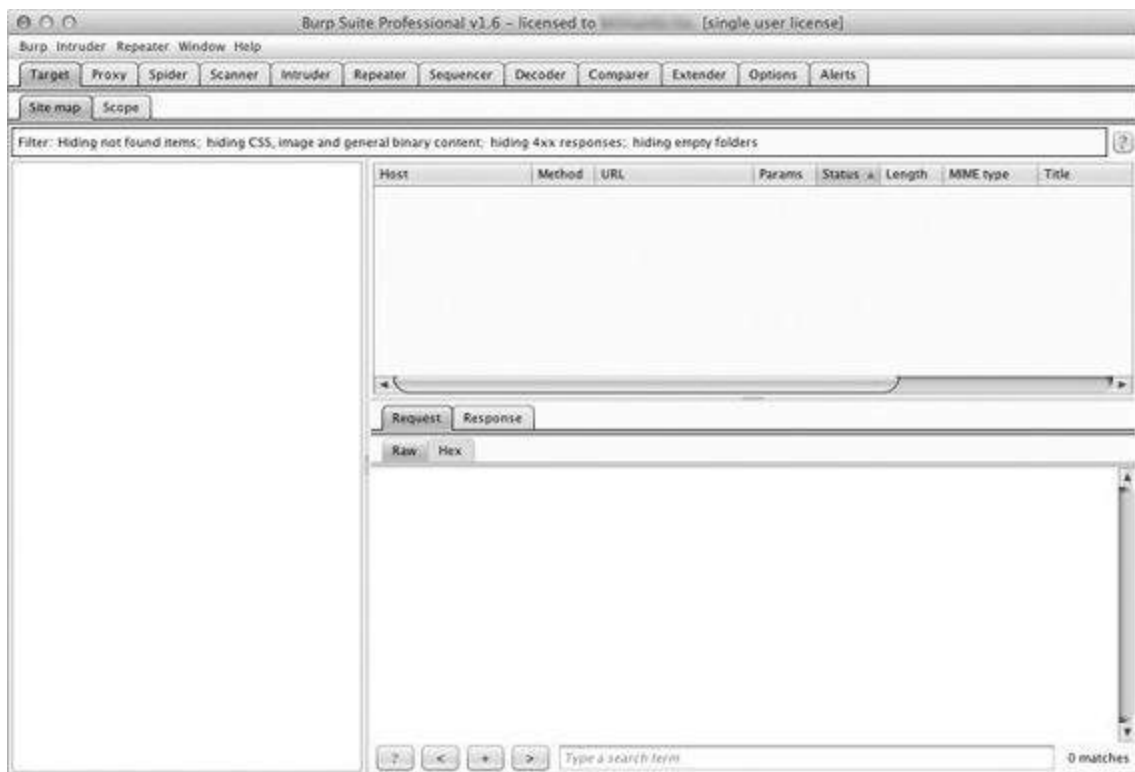 Burp Suite Professional v1.6 – licensed to [single user license]
Burp Intruder Repeater Window Help
Target Proxy Spider Scanner Intruder Repeater Sequencer Decoder Comparer Extender Options Alerts
Site map Scope
Filter: Hiding not found items; hiding CSS, image and general binary content; hiding 4xx responses; hiding empty folders ?
Host Method URL Params Status ▲ Length MIME type Title
Request Response
Raw Hex
? < + > Type a search term 0 matches